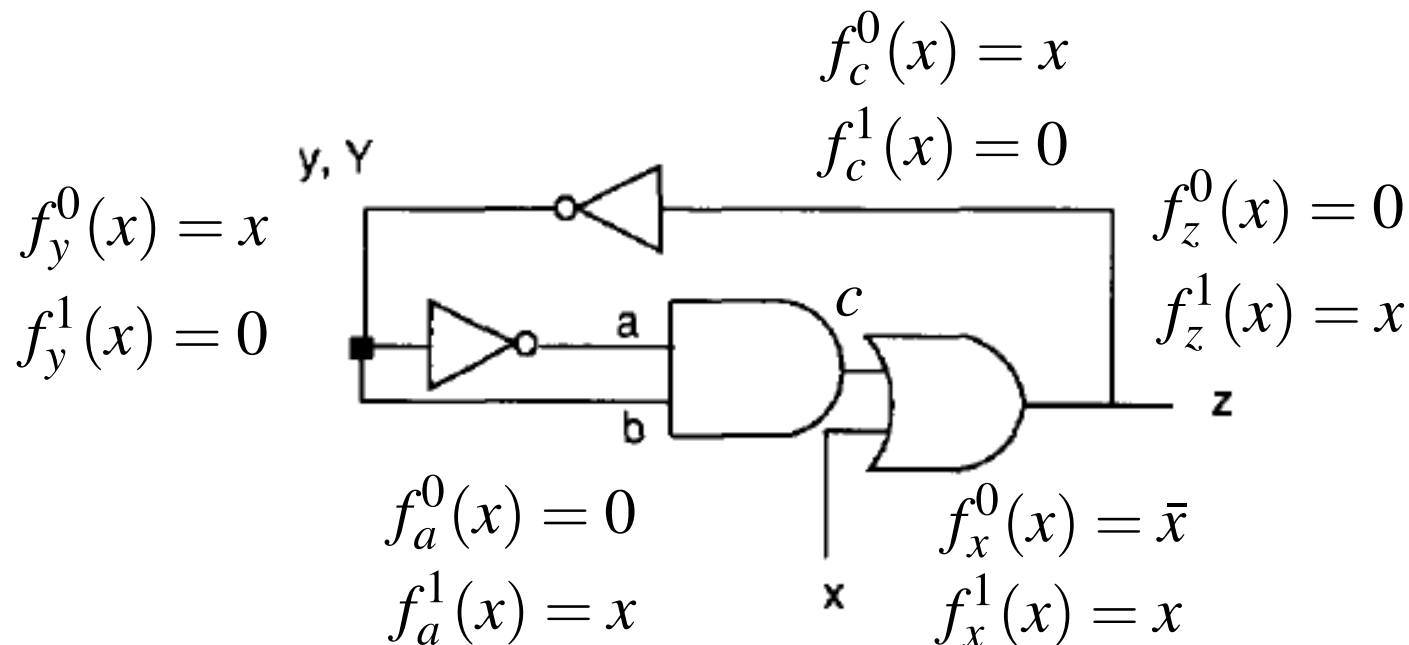 f_c^0(x) = x
f_c^1(x) = 0
y, Y
f_y^0(x) = x
f_y^1(x) = 0
f_z^0(x) = 0
f_z^1(x) = x
a
c
b
z
f_a^0(x) = 0
f_a^1(x) = x
x
f_x^0(x) = x̄
f_x^1(x) = x